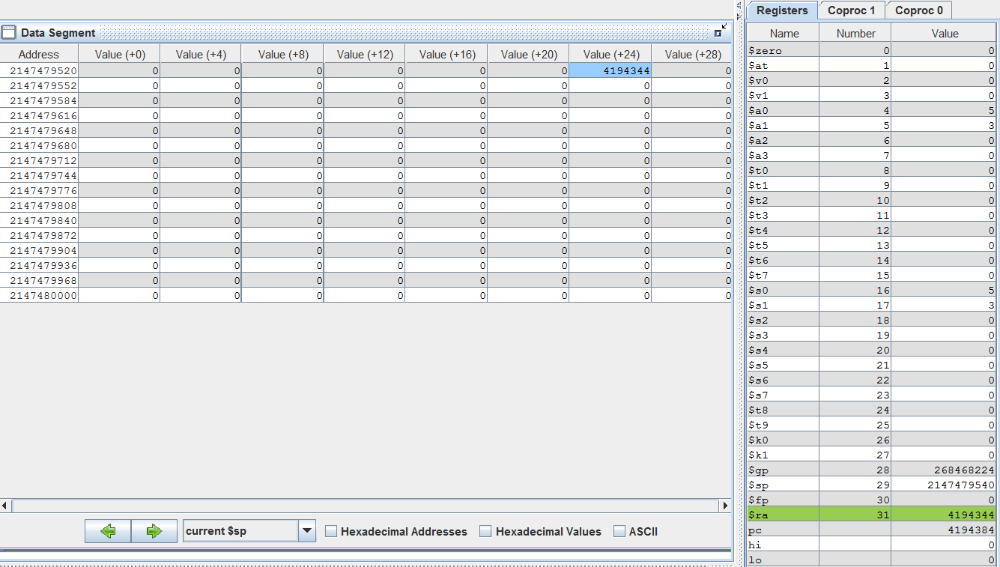 Registers Coproc 1 Coproc 0
Data Segment
Address Value (+0) Value (+4) Value (+8) Value (+12) Value (+16) Value (+20) Value (+24) Value (+28)
2147479520 0 0 0 0 0 0 4194344 0
2147479552 0 0 0 0 0 0 0 0
2147479584 0 0 0 0 0 0 0 0
2147479616 0 0 0 0 0 0 0 0
2147479648 0 0 0 0 0 0 0 0
2147479680 0 0 0 0 0 0 0 0
2147479712 0 0 0 0 0 0 0 0
2147479744 0 0 0 0 0 0 0 0
2147479776 0 0 0 0 0 0 0 0
2147479808 0 0 0 0 0 0 0 0
2147479840 0 0 0 0 0 0 0 0
2147479872 0 0 0 0 0 0 0 0
2147479904 0 0 0 0 0 0 0 0
2147479936 0 0 0 0 0 0 0 0
2147479968 0 0 0 0 0 0 0 0
2147480000 0 0 0 0 0 0 0 0
current $sp Hexadecimal Addresses Hexadecimal Values ASCII
Name Number Value
$zero 0 0
$at 1 0
$v0 2 0
$v1 3 0
$a0 4 5
$a1 5 3
$a2 6 0
$a3 7 0
$t0 8 0
$t1 9 0
$t2 10 0
$t3 11 0
$t4 12 0
$t5 13 0
$t6 14 0
$t7 15 0
$s0 16 5
$s1 17 3
$s2 18 0
$s3 19 0
$s4 20 0
$s5 21 0
$s6 22 0
$s7 23 0
$t8 24 0
$t9 25 0
$k0 26 0
$k1 27 0
$gp 28 268468224
$sp 29 2147479540
$fp 30 0
$ra 31 4194344
pc 4194384
hi 0
lo 0